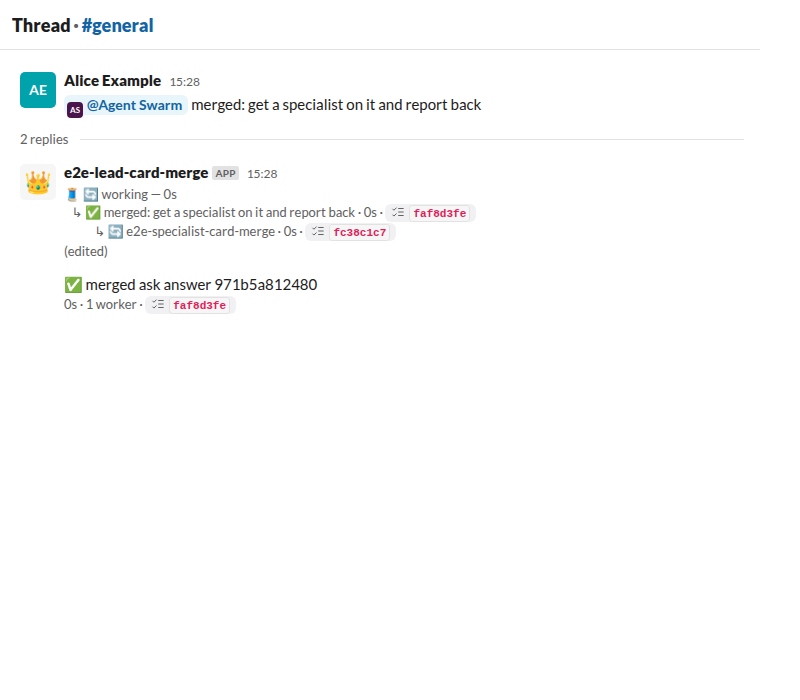 Thread • #general
AE
Alice Example 15:28
AS @Agent Swarm merged: get a specialist on it and report back
2 replies
e2e-lead-card-merge APP 15:28
🧵 🔄 working — 0s
↳ ✅ merged: get a specialist on it and report back · 0s · faf8d3fe
↳ 🔄 e2e-specialist-card-merge · 0s · fc38c1c7
(edited)
✅ merged ask answer 971b5a812480
0s · 1 worker · faf8d3fe